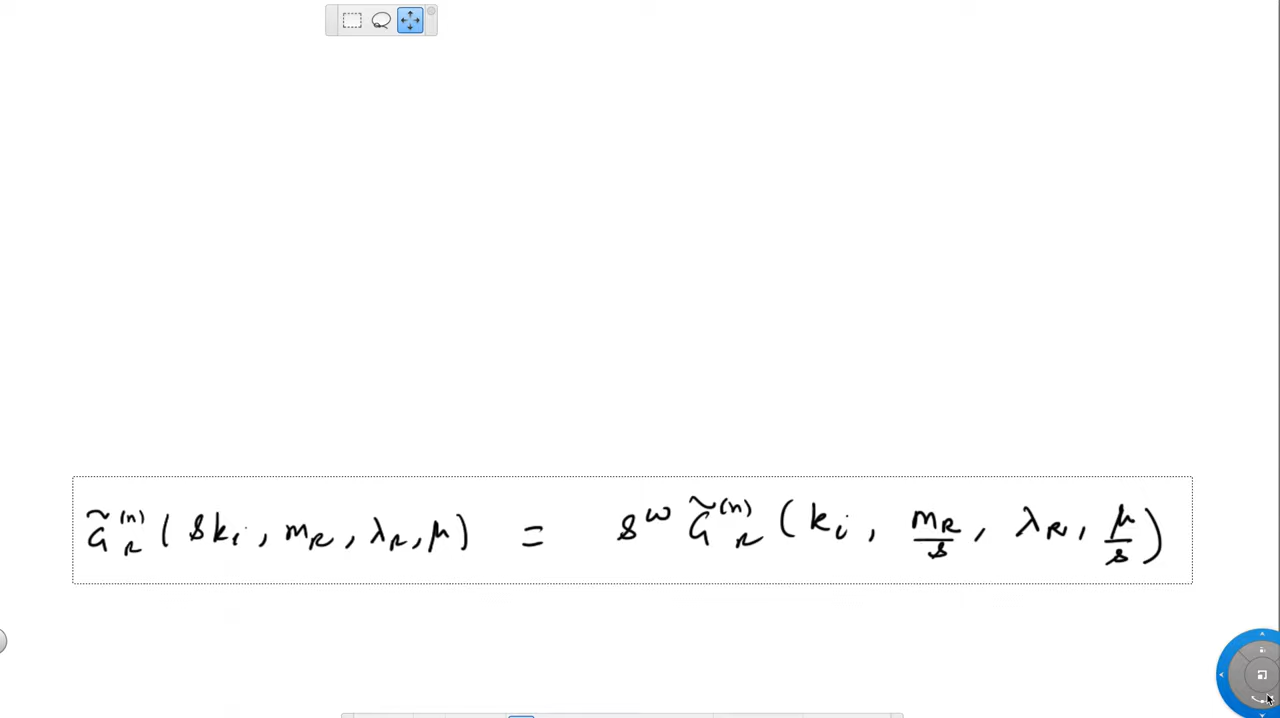 G̃_R^(n) ( s k_i , m_R , λ_R , μ ) = s^ω G̃_R^(n) ( k_i , m_R/s , λ_R , μ/s )